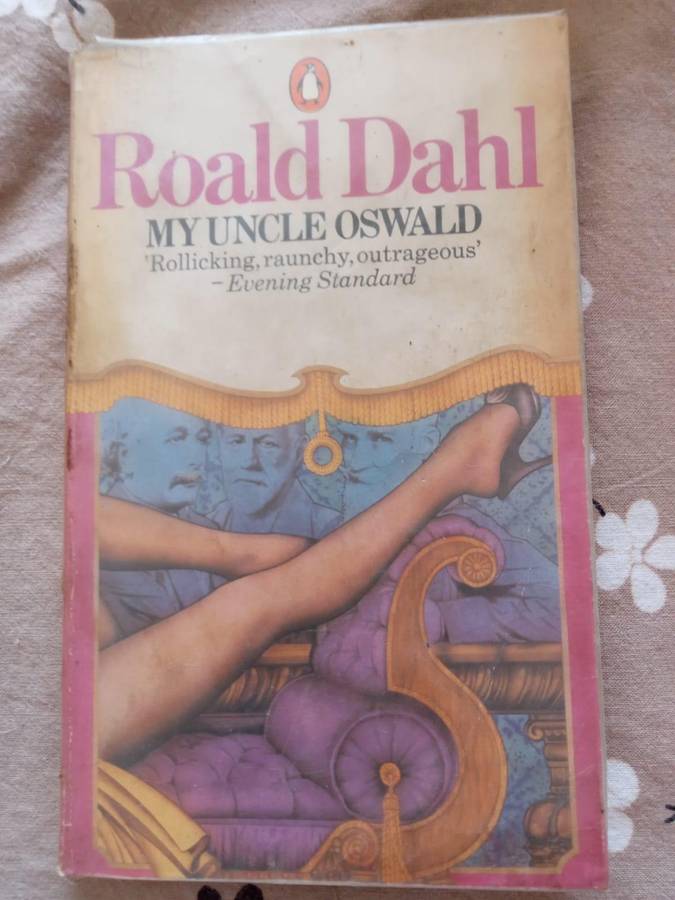 Roald Dahl
MY UNCLE OSWALD
'Rollicking, raunchy, outrageous'
– Evening Standard